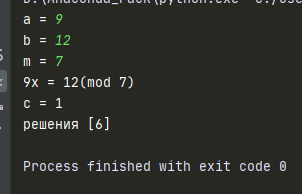 D:\Anaconda_Pack\python.exe
a = 9
b = 12
m = 7
9x = 12(mod 7)
c = 1
решения [6]
Process finished with exit code 0